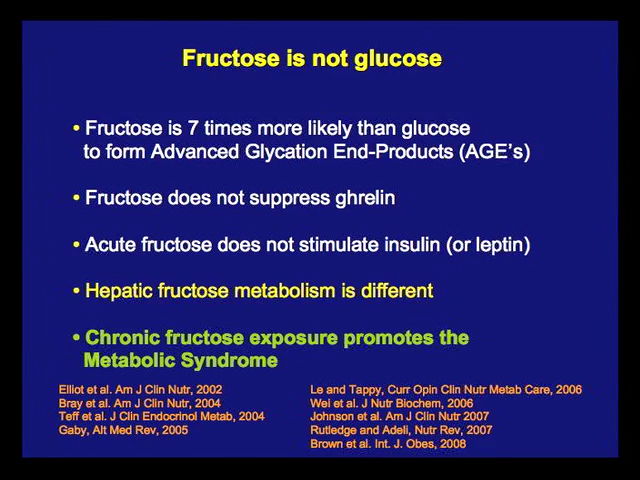 Fructose is not glucose
• Fructose is 7 times more likely than glucose
to form Advanced Glycation End-Products (AGE's)
• Fructose does not suppress ghrelin
• Acute fructose does not stimulate insulin (or leptin)
• Hepatic fructose metabolism is different
• Chronic fructose exposure promotes the
Metabolic Syndrome
Elliot et al. Am J Clin Nutr, 2002
Bray et al. Am J Clin Nutr, 2004
Teff et al. J Clin Endocrinol Metab, 2004
Gaby, Alt Med Rev, 2005
Le and Tappy, Curr Opin Clin Nutr Metab Care, 2006
Wei et al. J Nutr Biochem, 2006
Johnson et al. Am J Clin Nutr 2007
Rutledge and Adeli, Nutr Rev, 2007
Brown et al. Int. J. Obes, 2008